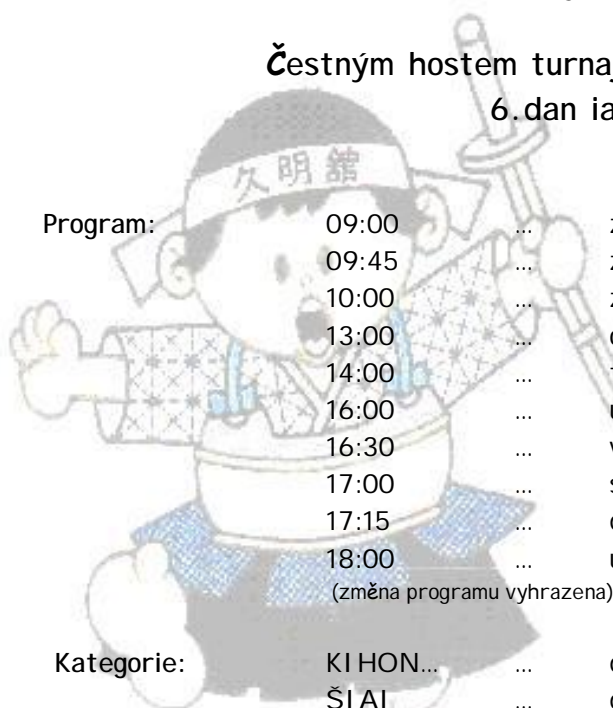 Čestným hostem turna
6.dan ia
久明館
Program:
09:00 ...
09:45 ...
10:00 ...
13:00 ...
14:00 ...
16:00 ...
16:30 ...
17:00 ...
17:15 ...
18:00 ...
(změna programu vyhrazena)
Kategorie: KIHON... ...
ŠIAI ...